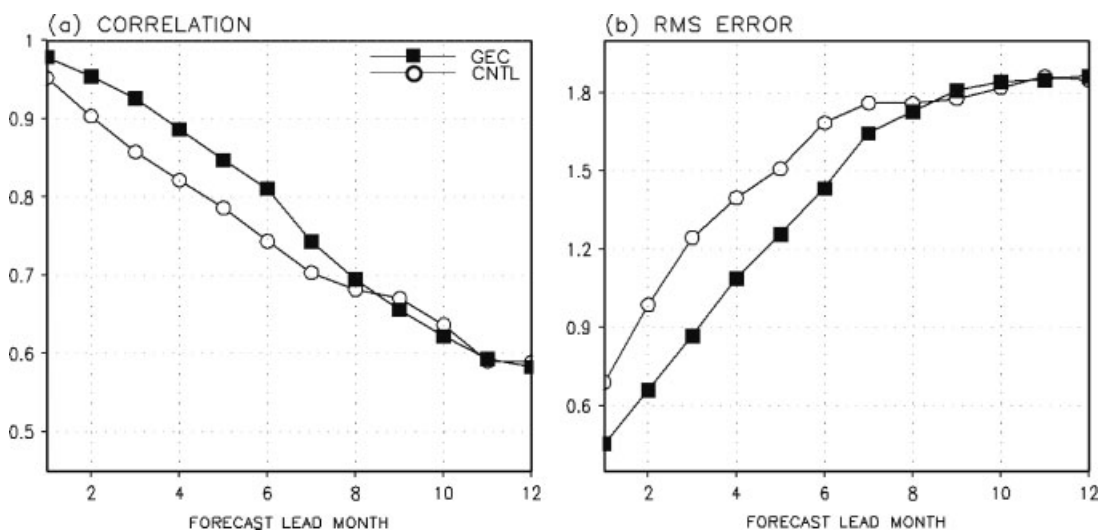 (a) CORRELATION
1
0.9
0.8
0.7
0.6
0.5
GEC
CNTL
2 4 6 8 10 12
FORECAST LEAD MONTH
(b) RMS ERROR
1.8
1.5
1.2
0.9
0.6
2 4 6 8 10 12
FORECAST LEAD MONTH